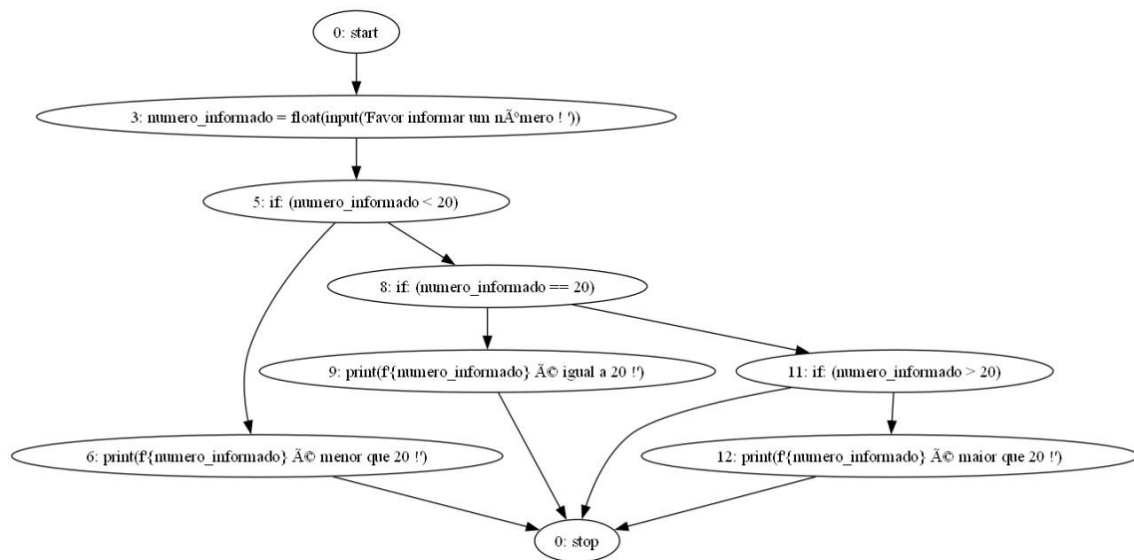 0: start
3: numero_informado = float(input('Favor informar um nÃºmero ! '))
5: if: (numero_informado < 20)
8: if: (numero_informado == 20)
9: print(f'{numero_informado} Ã© igual a 20 !')
11: if: (numero_informado > 20)
6: print(f'{numero_informado} Ã© menor que 20 !')
12: print(f'{numero_informado} Ã© maior que 20 !')
0: stop